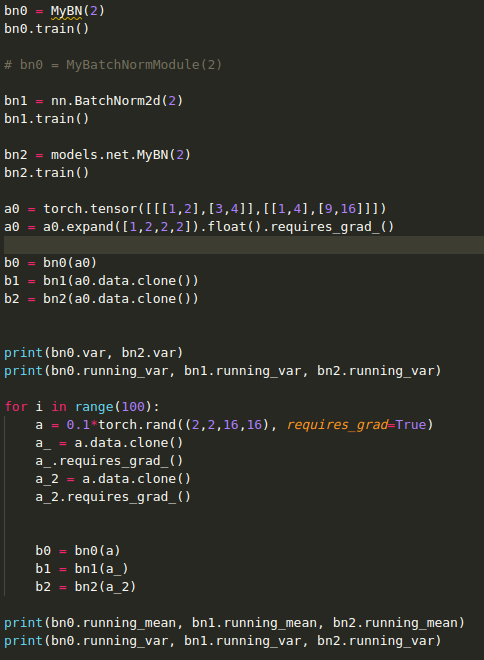 bn0 = MyBN(2)
bn0.train()
# bn0 = MyBatchNormModule(2)
bn1 = nn.BatchNorm2d(2)
bn1.train()
bn2 = models.net.MyBN(2)
bn2.train()
a0 = torch.tensor([[[1,2],[3,4]],[[1,4],[9,16]]])
a0 = a0.expand([1,2,2,2]).float().requires_grad_()
b0 = bn0(a0)
b1 = bn1(a0.data.clone())
b2 = bn2(a0.data.clone())
print(bn0.var, bn2.var)
print(bn0.running_var, bn1.running_var, bn2.running_var)
for i in range(100):
    a = 0.1*torch.rand((2,2,16,16), requires_grad=True)
    a_ = a.data.clone()
    a_.requires_grad_()
    a_2 = a.data.clone()
    a_2.requires_grad_()
    b0 = bn0(a)
    b1 = bn1(a_)
    b2 = bn2(a_2)
print(bn0.running_mean, bn1.running_mean, bn2.running_mean)
print(bn0.running_var, bn1.running_var, bn2.running_var)